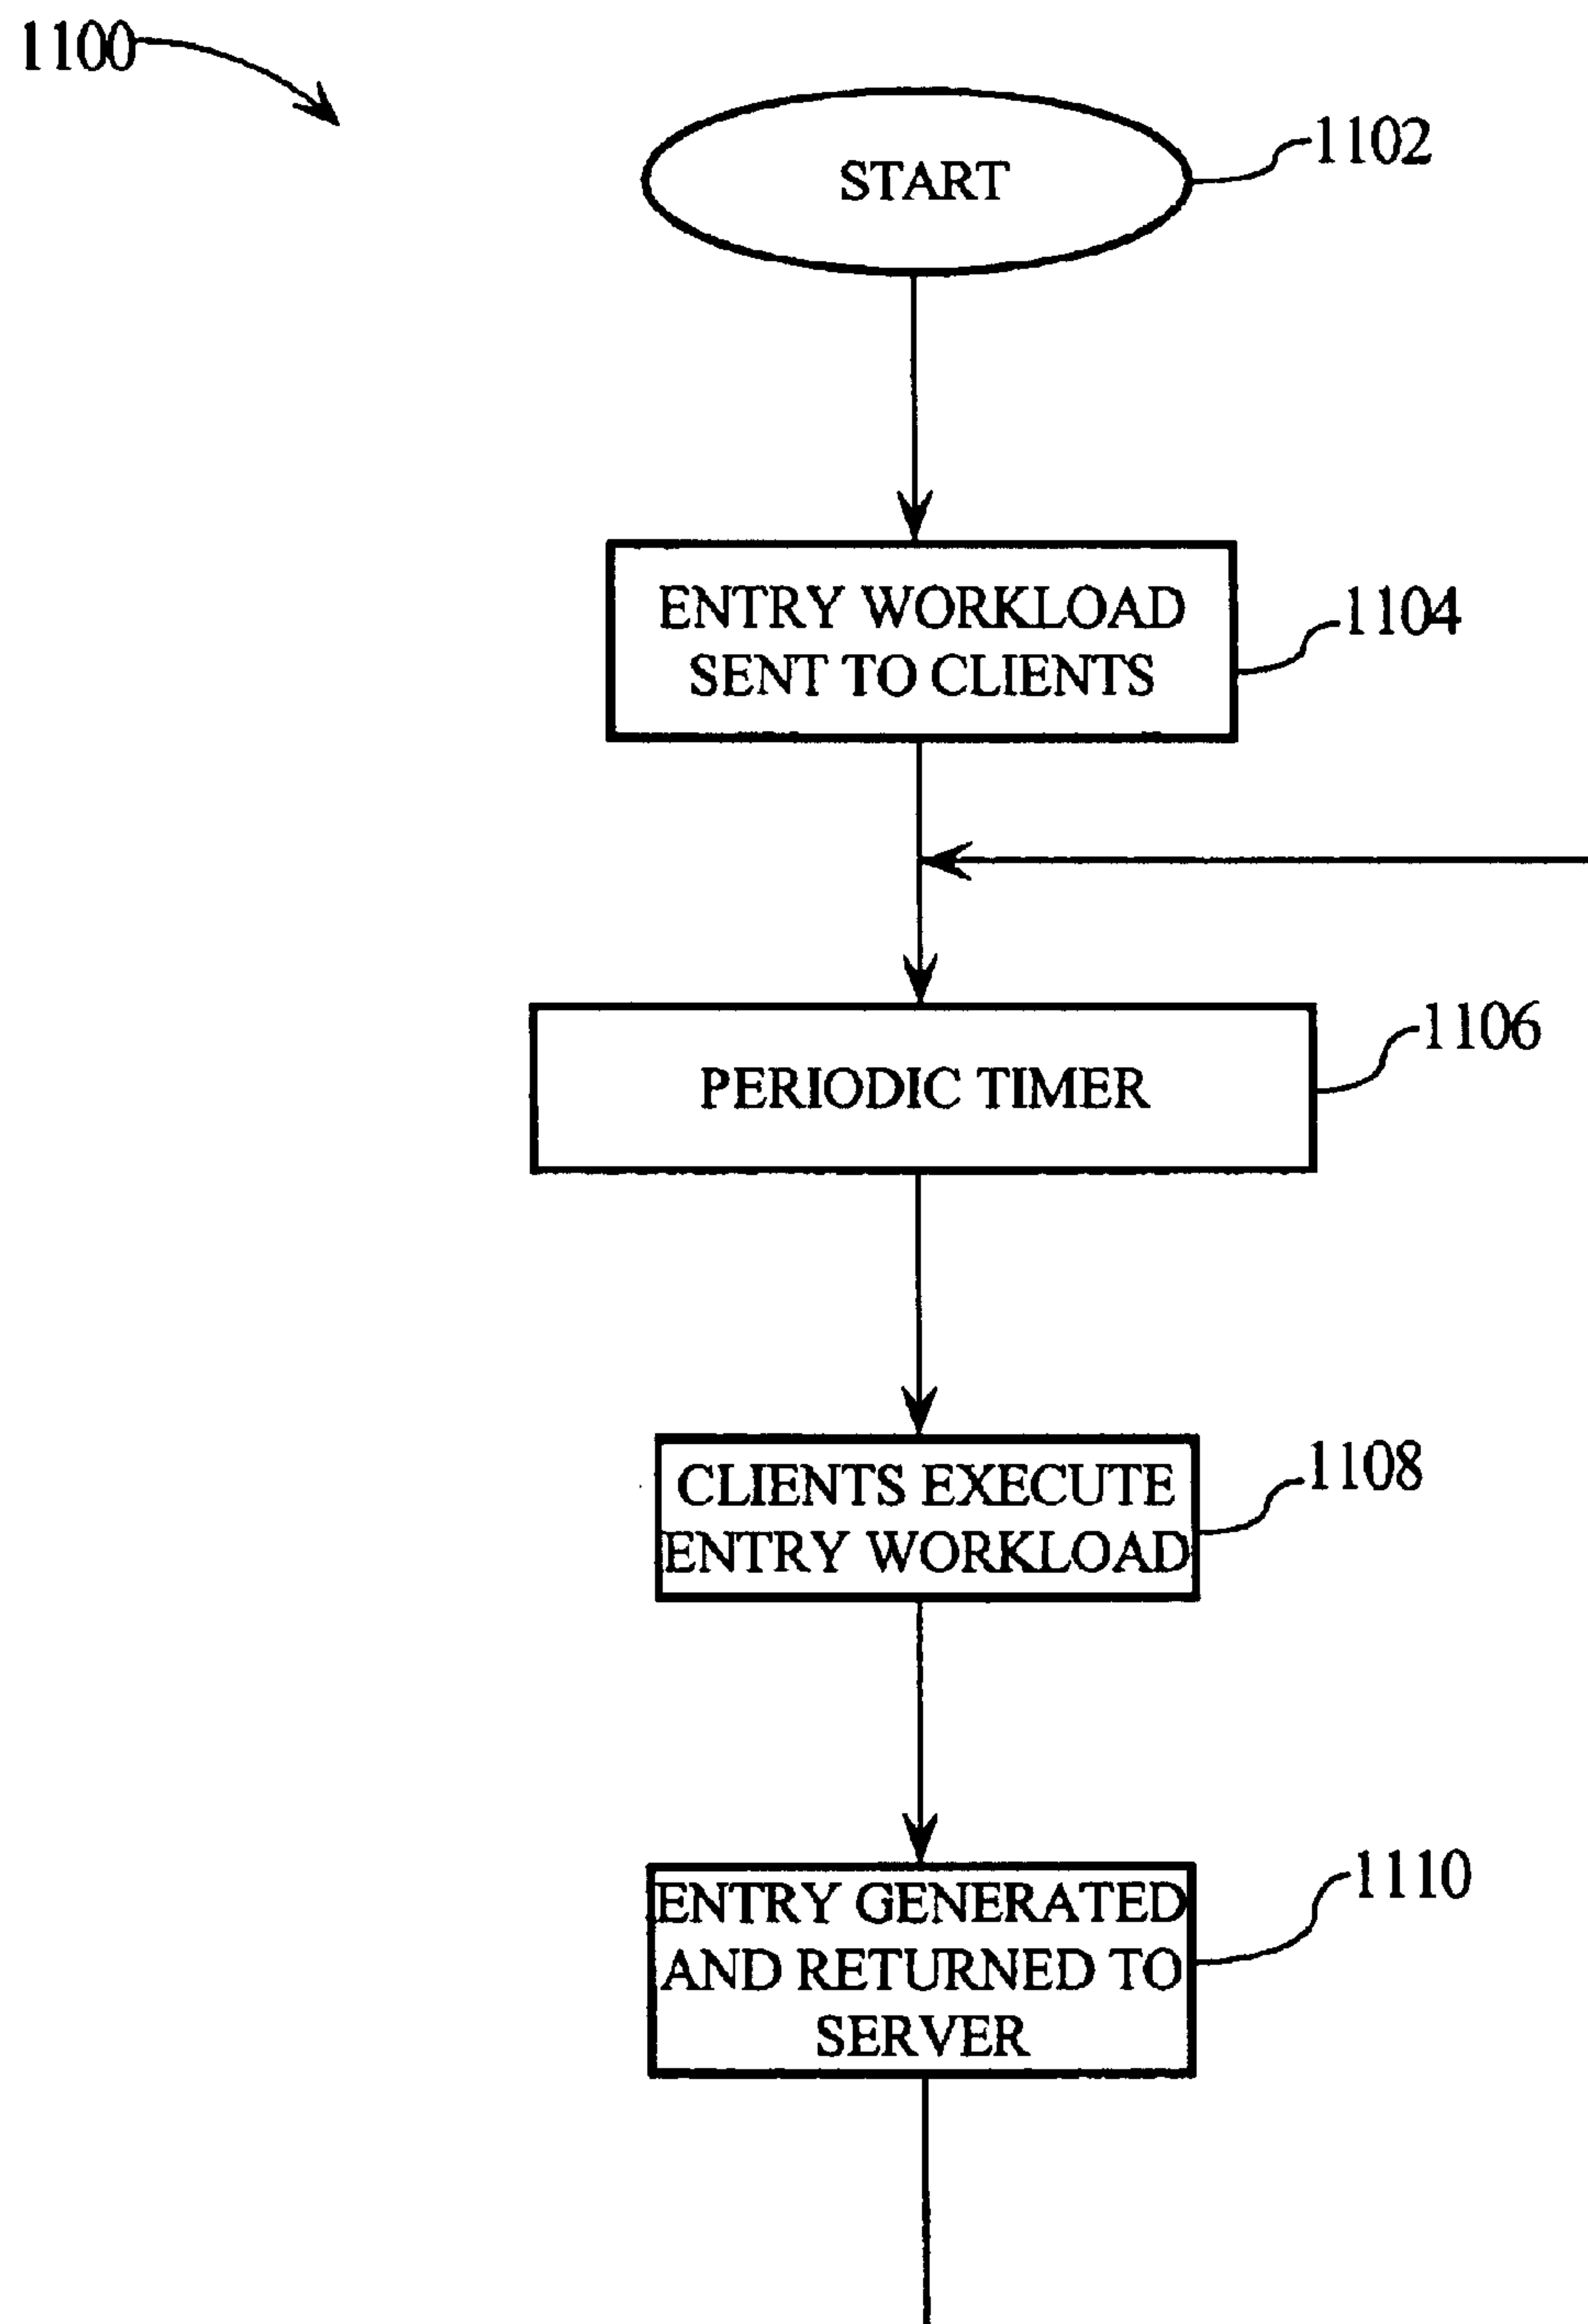 1100
START
1102
ENTRY WORKLOAD
SENT TO CLIENTS
1104
PERIODIC TIMER
1106
CLIENTS EXECUTE
ENTRY WORKLOAD
1108
ENTRY GENERATED
AND RETURNED TO
SERVER
1110